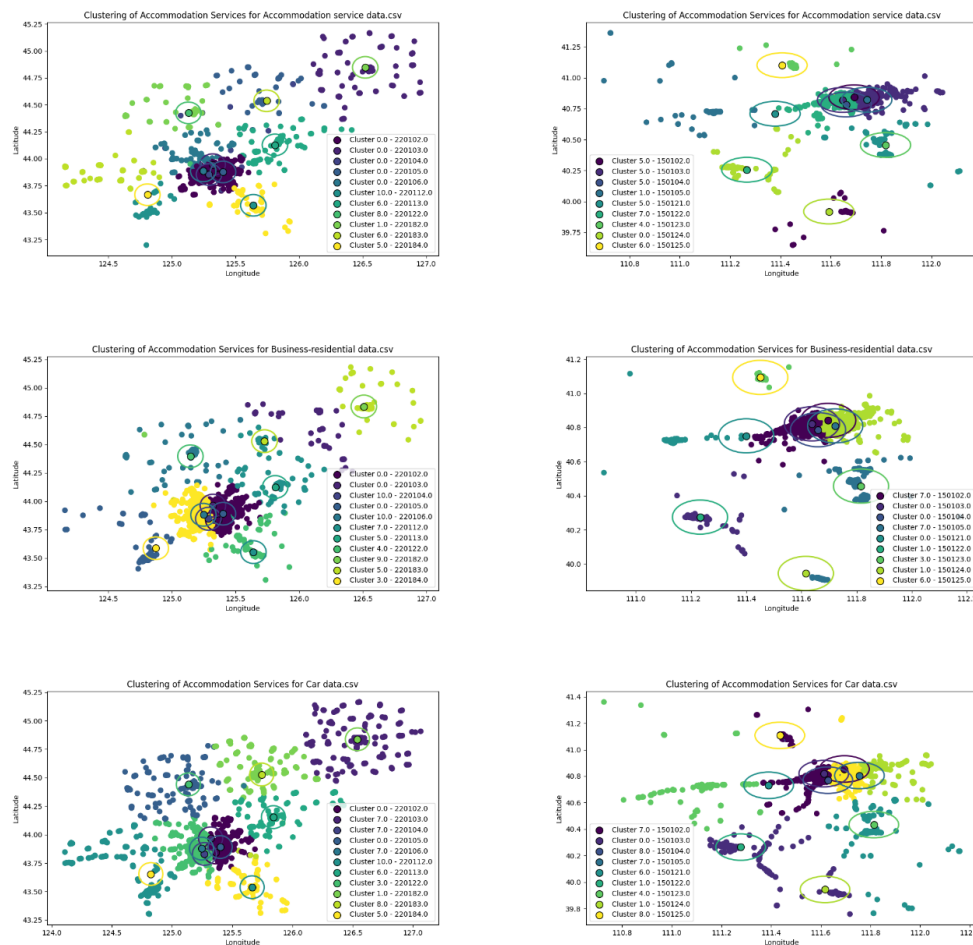 Clustering of Accommodation Services for Accommodation service data.csv
45.25
45.00
44.75
44.50
44.25
44.00
43.75
43.50
43.25
Latitude
124.5
125.0
125.5
126.0
126.5
127.0
Longitude
Cluster 0.0 - 220102.0
Cluster 0.0 - 220103.0
Cluster 0.0 - 220104.0
Cluster 0.0 - 220105.0
Cluster 0.0 - 220106.0
Cluster 10.0 - 220112.0
Cluster 6.0 - 220113.0
Cluster 8.0 - 220122.0
Cluster 1.0 - 220182.0
Cluster 6.0 - 220183.0
Cluster 5.0 - 220184.0
Clustering of Accommodation Services for Accommodation service data.csv
41.25
41.00
40.75
40.50
40.25
40.00
39.75
Latitude
110.8
111.0
111.2
111.4
111.6
111.8
112.0
Longitude
Cluster 5.0 - 150102.0
Cluster 5.0 - 150103.0
Cluster 5.0 - 150104.0
Cluster 1.0 - 150105.0
Cluster 5.0 - 150121.0
Cluster 7.0 - 150122.0
Cluster 4.0 - 150123.0
Cluster 0.0 - 150124.0
Cluster 6.0 - 150125.0
Clustering of Accommodation Services for Business-residential data.csv
45.25
45.00
44.75
44.50
44.25
44.00
43.75
43.50
43.25
Latitude
124.5
125.0
125.5
126.0
126.5
127.0
Longitude
Cluster 0.0 - 220102.0
Cluster 0.0 - 220103.0
Cluster 10.0 - 220104.0
Cluster 0.0 - 220105.0
Cluster 10.0 - 220106.0
Cluster 7.0 - 220112.0
Cluster 5.0 - 220113.0
Cluster 4.0 - 220122.0
Cluster 9.0 - 220182.0
Cluster 5.0 - 220183.0
Cluster 3.0 - 220184.0
Clustering of Accommodation Services for Business-residential data.csv
41.2
41.0
40.8
40.6
40.4
40.2
40.0
Latitude
111.0
111.2
111.4
111.6
111.8
112.0
112.2
Longitude
Cluster 7.0 - 150102.0
Cluster 0.0 - 150103.0
Cluster 0.0 - 150104.0
Cluster 7.0 - 150105.0
Cluster 0.0 - 150121.0
Cluster 1.0 - 150122.0
Cluster 3.0 - 150123.0
Cluster 1.0 - 150124.0
Cluster 6.0 - 150125.0
Clustering of Accommodation Services for Car data.csv
45.25
45.00
44.75
44.50
44.25
44.00
43.75
43.50
43.25
Latitude
124.0
124.5
125.0
125.5
126.0
126.5
127.0
Longitude
Cluster 0.0 - 220102.0
Cluster 7.0 - 220103.0
Cluster 7.0 - 220104.0
Cluster 0.0 - 220105.0
Cluster 7.0 - 220106.0
Cluster 10.0 - 220112.0
Cluster 6.0 - 220113.0
Cluster 3.0 - 220122.0
Cluster 1.0 - 220182.0
Cluster 8.0 - 220183.0
Cluster 5.0 - 220184.0
Clustering of Accommodation Services for Car data.csv
41.4
41.2
41.0
40.8
40.6
40.4
40.2
40.0
39.8
Latitude
110.8
111.0
111.2
111.4
111.6
111.8
112.0
112.2
Longitude
Cluster 7.0 - 150102.0
Cluster 0.0 - 150103.0
Cluster 8.0 - 150104.0
Cluster 7.0 - 150105.0
Cluster 6.0 - 150121.0
Cluster 1.0 - 150122.0
Cluster 4.0 - 150123.0
Cluster 1.0 - 150124.0
Cluster 8.0 - 150125.0